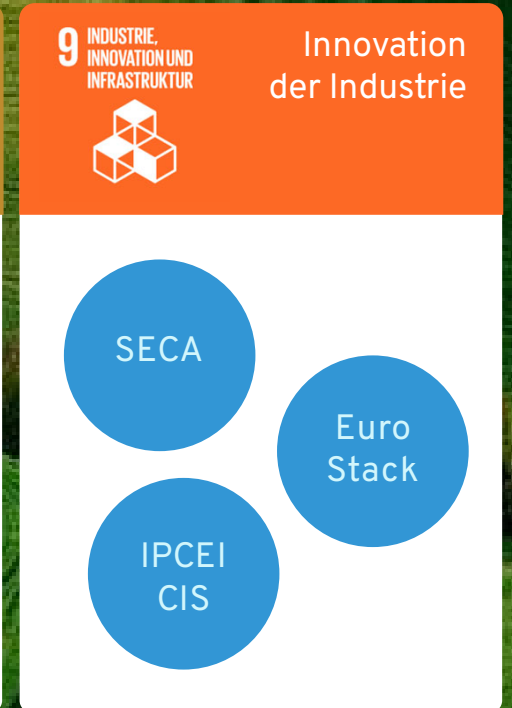 9 INDUSTRIE,
INNOVATION UND
INFRASTRUKTUR
Innovation
der Industrie
SECA
Euro
Stack
IPCEI
CIS